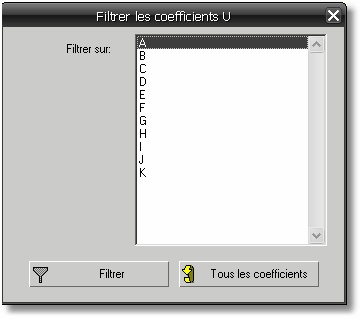 Filtrer les coefficients U
Filtrer sur:
A
B
C
D
E
F
G
H
I
J
K
Filtrer
Tous les coefficients